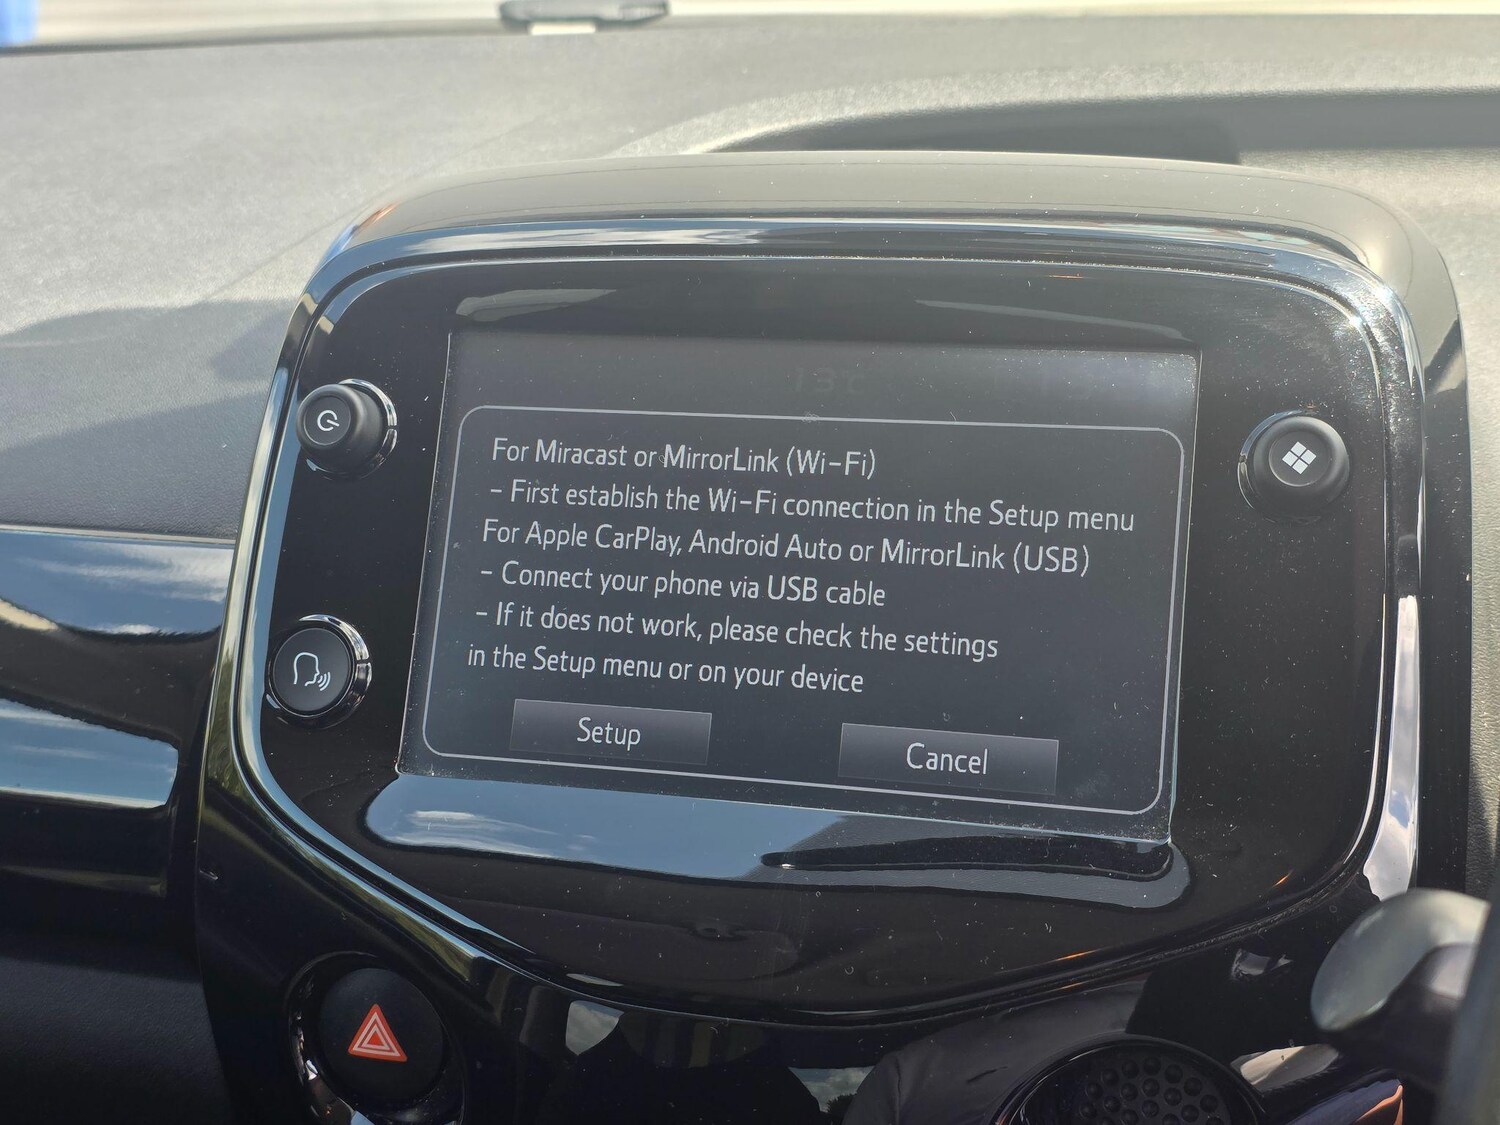 For Miracast or MirrorLink (Wi-Fi)
- First establish the Wi-Fi connection in the Setup menu
For Apple CarPlay, Android Auto or MirrorLink (USB)
- Connect your phone via USB cable
- If it does not work, please check the settings
in the Setup menu or on your device
Setup
Cancel